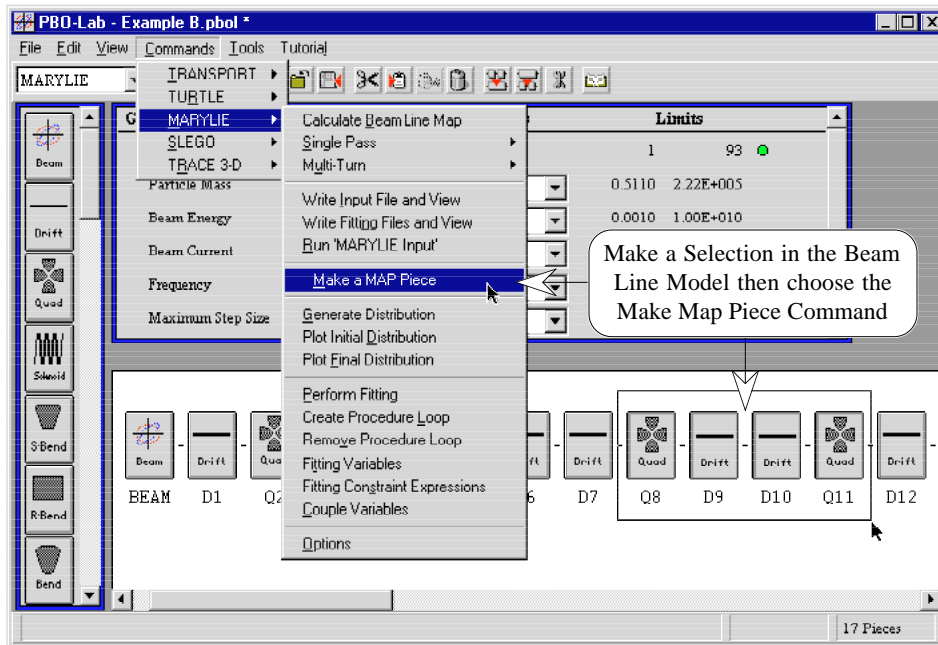 PBO-Lab - Example B.pbol *
File Edit View Commands Tools Tutorial
MARYLIE
TRANSPORT
TURTLE
MARYLIE
SLEGO
TRACE 3-D
Calculate Beam Line Map
Single Pass
Multi-Turn
Write Input File and View
Write Fitting Files and View
Run 'MARYLIE Input'
Make a MAP Piece
Generate Distribution
Plot Initial Distribution
Plot Final Distribution
Perform Fitting
Create Procedure Loop
Remove Procedure Loop
Fitting Variables
Fitting Constraint Expressions
Couple Variables
Options
G
s
Limits
1 93
Particle Mass
0.5110 2.22E+005
Beam Energy
0.0010 1.00E+010
Beam Current
Frequency
Maximum Step Size
Make a Selection in the Beam
Line Model then choose the
Make Map Piece Command
Beam
Drift
Quad
Solenoid
S-Bend
R-Bend
Bend
Beam Drift Qua ft Drift Quad Drift Drift Quad Drift
BEAM D1 Q2 6 D7 Q8 D9 D10 Q11 D12
17 Pieces